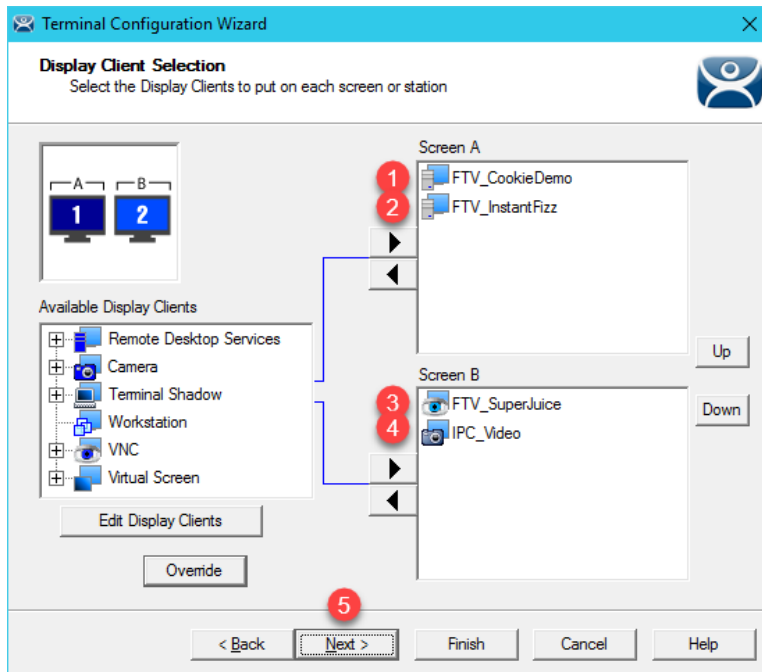 Terminal Configuration Wizard
Display Client Selection
Select the Display Clients to put on each screen or station
A B
1 2
Available Display Clients
Remote Desktop Services
Camera
Terminal Shadow
Workstation
VNC
Virtual Screen
Edit Display Clients
Override
Screen A
1 FTV_CookieDemo
2 FTV_InstantFizz
Up
Screen B
3 FTV_SuperJuice
4 IPC_Video
Down
5
< Back Next > Finish Cancel Help